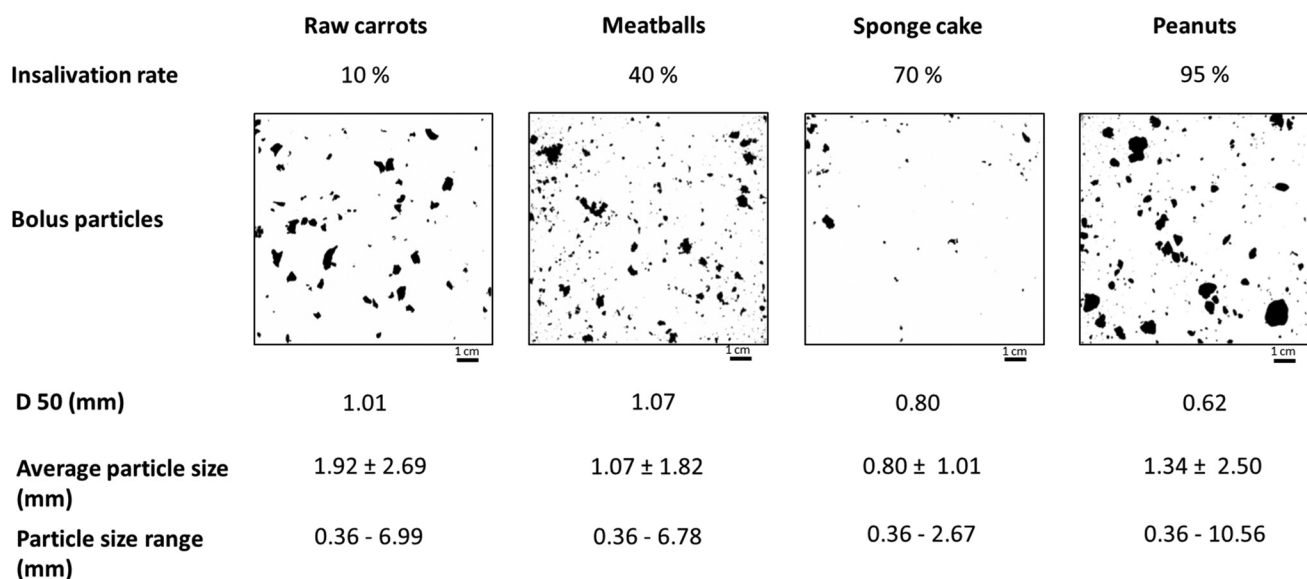 Raw carrots Meatballs Sponge cake Peanuts
Insalivation rate 10 % 40 % 70 % 95 %
Bolus particles
1 cm 1 cm 1 cm 1 cm
D 50 (mm) 1.01 1.07 0.80 0.62
Average particle size 1.92 ± 2.69 1.07 ± 1.82 0.80 ± 1.01 1.34 ± 2.50
(mm)
Particle size range 0.36 - 6.99 0.36 - 6.78 0.36 - 2.67 0.36 - 10.56
(mm)